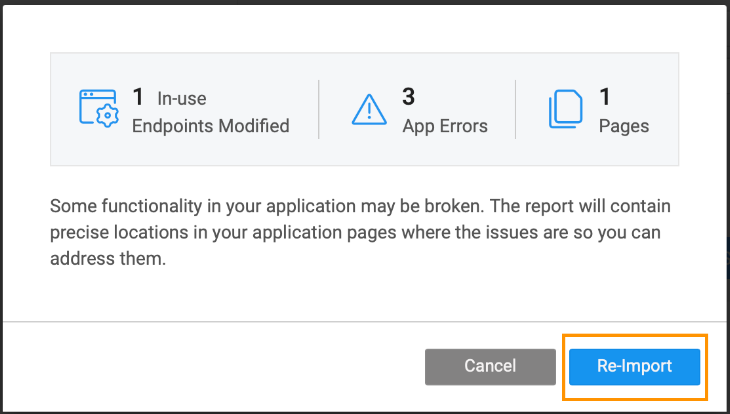 1 In-use
Endpoints Modified
3
App Errors
1
Pages
Some functionality in your application may be broken. The report will contain
precise locations in your application pages where the issues are so you can
address them.
Cancel
Re-Import